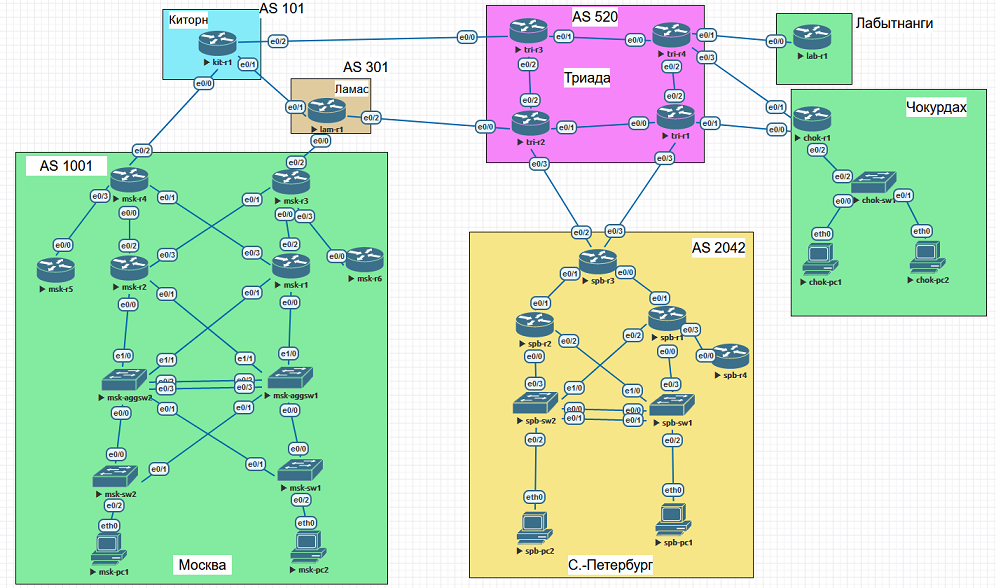 AS 101
Киторн
kit-r1
e0/2
e0/1
e0/0
AS 301
Ламас
lam-r1
e0/1
e0/2
e0/0
AS 520
Триада
tri-r3
e0/0
e0/1
e0/2
tri-r4
e0/0
e0/1
e0/2
e0/3
tri-r2
e0/2
e0/0
e0/1
e0/3
tri-r1
e0/2
e0/0
e0/1
e0/3
Лабытнанги
lab-r1
e0/0
Чокурдах
chok-r1
e0/1
e0/0
e0/2
chok-sw1
e0/2
e0/0
e0/1
eth0
chok-pc1
eth0
chok-pc2
AS 1001
msk-r4
e0/2
e0/3
e0/0
e0/1
msk-r3
e0/2
e0/1
e0/0
e0/3
msk-r5
e0/0
msk-r2
e0/2
e0/3
e0/0
e0/1
msk-r1
e0/3
e0/2
e0/1
e0/0
msk-r6
e0/0
msk-aggsw2
e1/0
e1/1
e0/3
e0/0
e0/1
msk-aggsw1
e1/1
e1/0
e0/2
e0/3
e0/1
e0/0
msk-sw2
e0/0
e0/1
e0/2
msk-sw1
e0/1
e0/0
e0/2
eth0
msk-pc1
eth0
msk-pc2
Москва
AS 2042
spb-r3
e0/2
e0/3
e0/1
e0/0
spb-r2
e0/1
e0/0
e0/2
spb-r1
e0/1
e0/2
e0/3
e0/0
spb-r4
e0/0
spb-sw2
e0/3
e1/0
e0/0
e0/1
e0/2
spb-sw1
e1/0
e0/3
e0/0
e0/1
e0/2
eth0
spb-pc2
eth0
spb-pc1
С.-Петербург